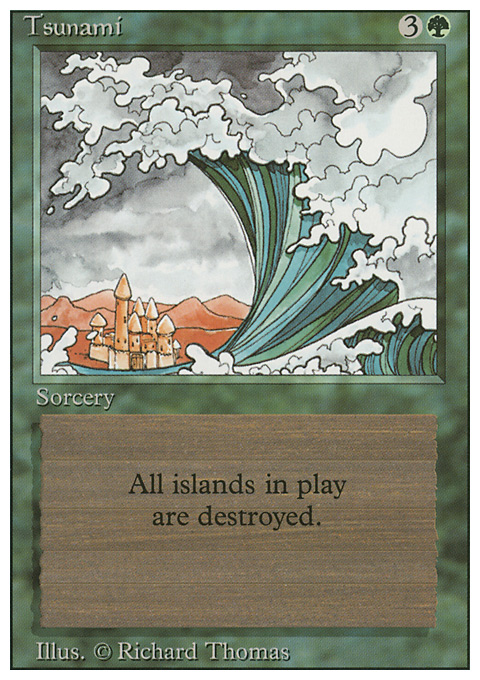 Tsunami 3
Sorcery
All islands in play
are destroyed.
Illus. © Richard Thomas